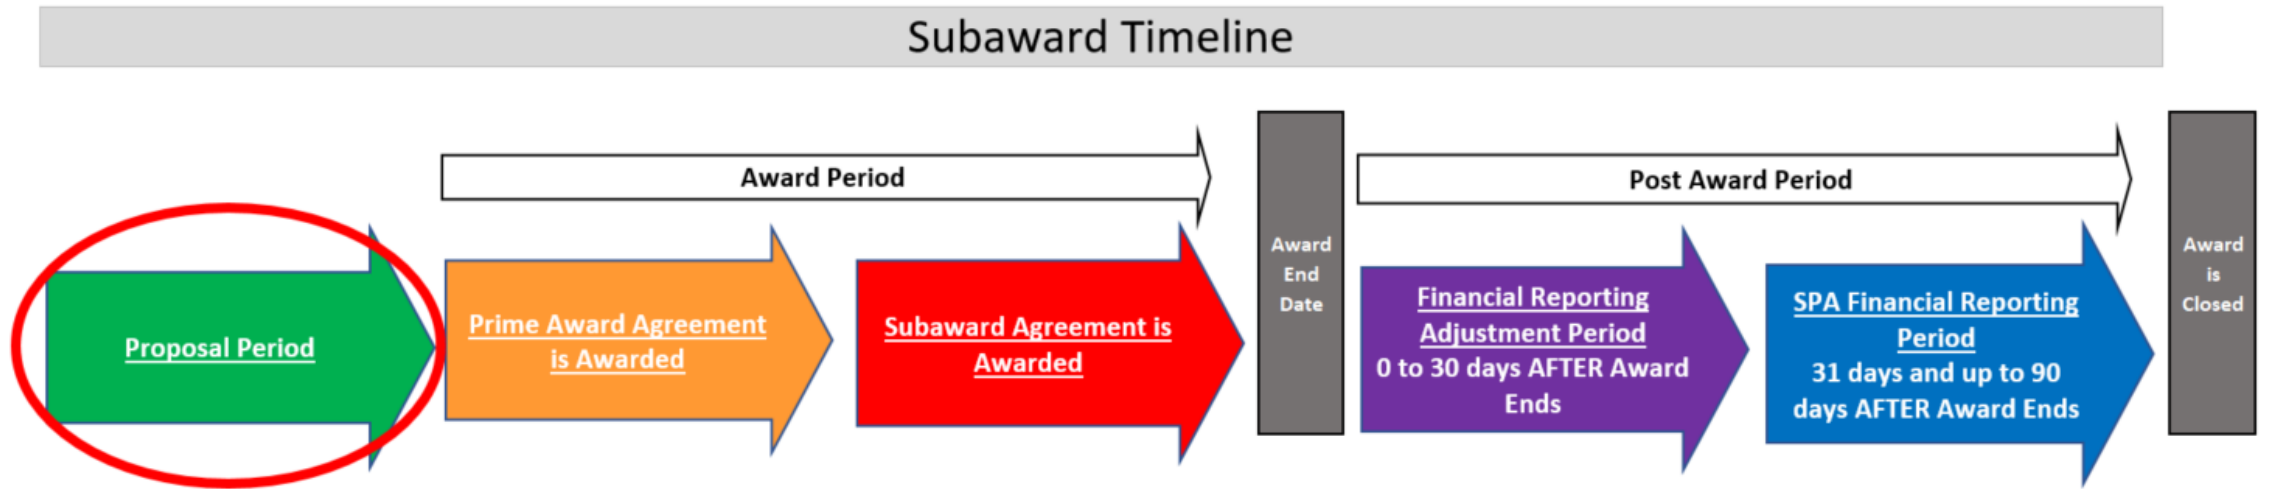 Subaward Timeline
Award Period
Post Award Period
Proposal Period
Prime Award Agreement
is Awarded
Subaward Agreement is
Awarded
Award
End
Date
Financial Reporting
Adjustment Period
0 to 30 days AFTER Award
Ends
SPA Financial Reporting
Period
31 days and up to 90
days AFTER Award Ends
Award
is
Closed